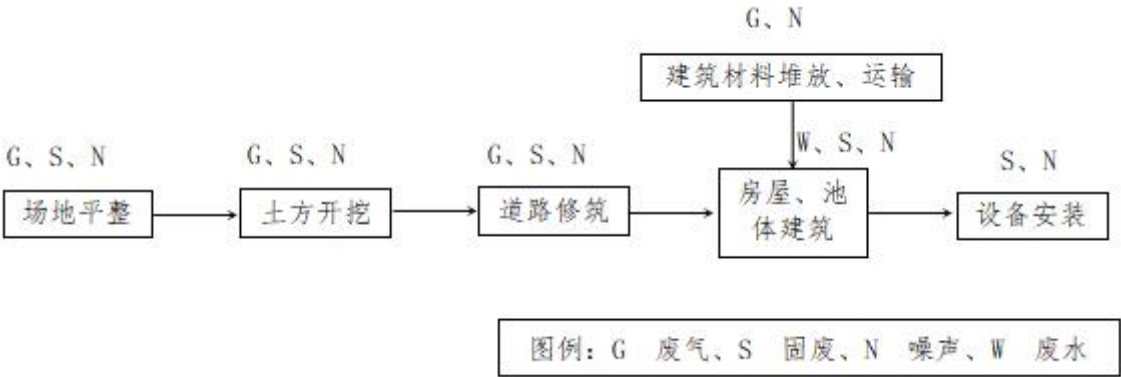 G、N
建筑材料堆放、运输
G、S、N
G、S、N
G、S、N
W、S、N
S、N
场地平整
土方开挖
道路修筑
房屋、池
体建筑
设备安装
图例：G 废气、S 固废、N 噪声、W 废水